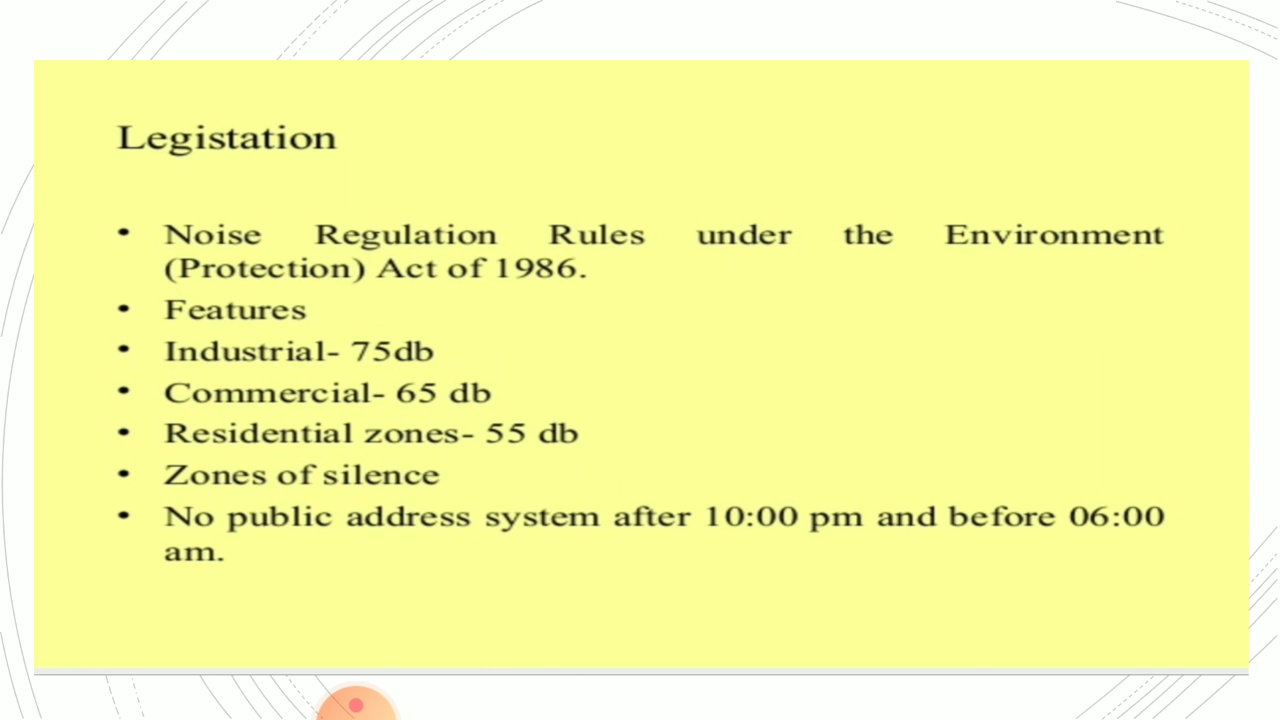 Legistation
• Noise Regulation Rules under the Environment
(Protection) Act of 1986.
• Features
• Industrial- 75db
• Commercial- 65 db
• Residential zones- 55 db
• Zones of silence
• No public address system after 10:00 pm and before 06:00
am.